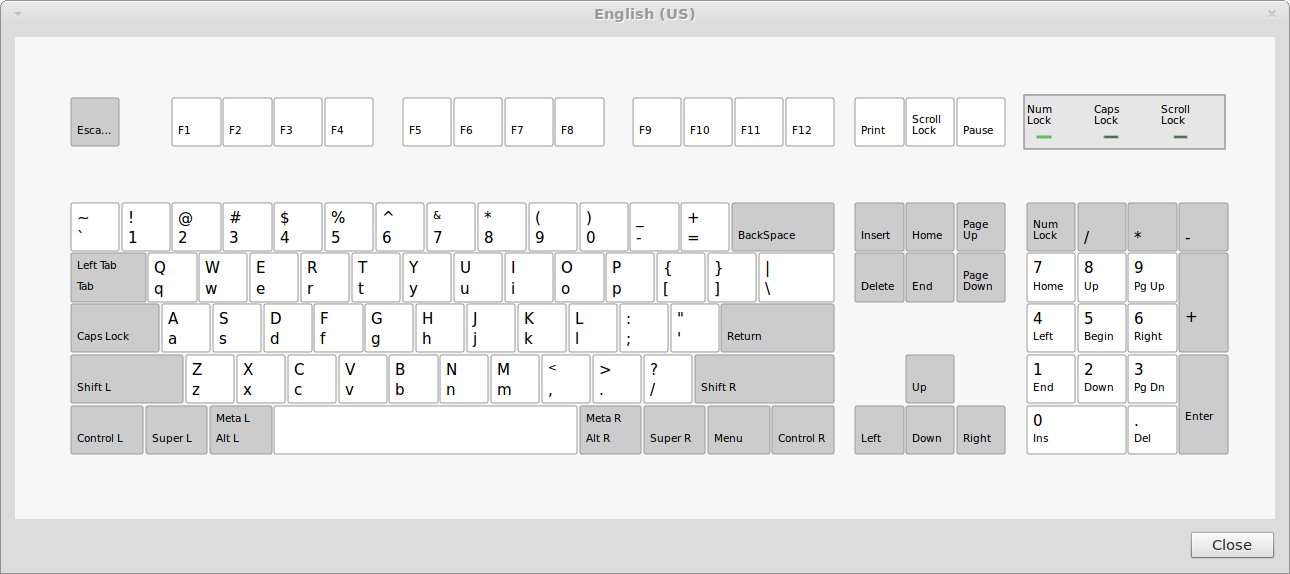 English (US)
Esca... F1 F2 F3 F4 F5 F6 F7 F8 F9 F10 F11 F12 Print Scroll Lock Pause Num Lock Caps Lock Scroll Lock
~ ! @ # $ % ^ & * ( ) _ +
` 1 2 3 4 5 6 7 8 9 0 - = BackSpace Insert Home Page Up Num Lock / * -
Left Tab Q W E R T Y U I O P { } | 7 8 9
Tab q w e r t y u i o p [ ] \ Delete End Page Down Home Up Pg Up +
A S D F G H J K L : " 4 5 6
Caps Lock a s d f g h j k l ; ' Return Left Begin Right
Z X C V B N M < > ? 1 2 3
Shift L z x c v b n m , . / Shift R Up End Down Pg Dn Enter
Meta L Meta R 0 .
Control L Super L Alt L Alt R Super R Menu Control R Left Down Right Ins Del
Close